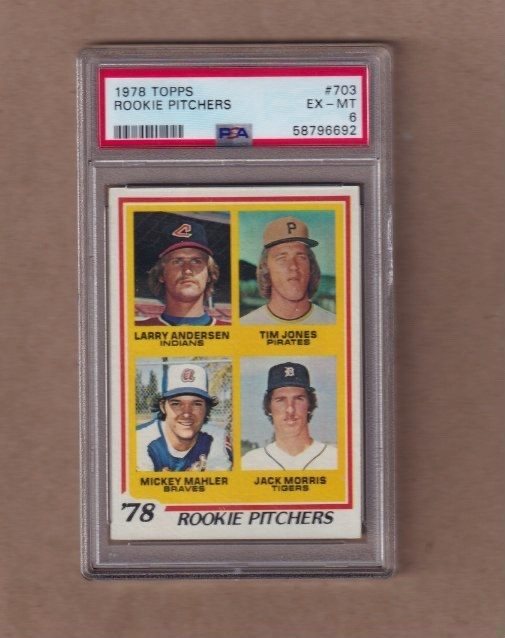 1978 TOPPS #703
ROOKIE PITCHERS EX-MT
6
PSA 58796692
C P
LARRY ANDERSEN TIM JONES
INDIANS PIRATES
a D
MICKEY MAHLER JACK MORRIS
BRAVES TIGERS
'78 ROOKIE PITCHERS